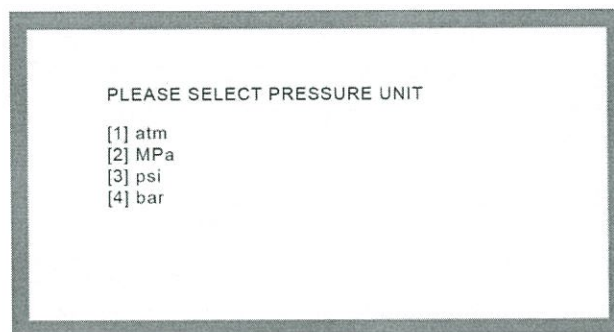 PLEASE SELECT PRESSURE UNIT
[1] atm
[2] MPa
[3] psi
[4] bar